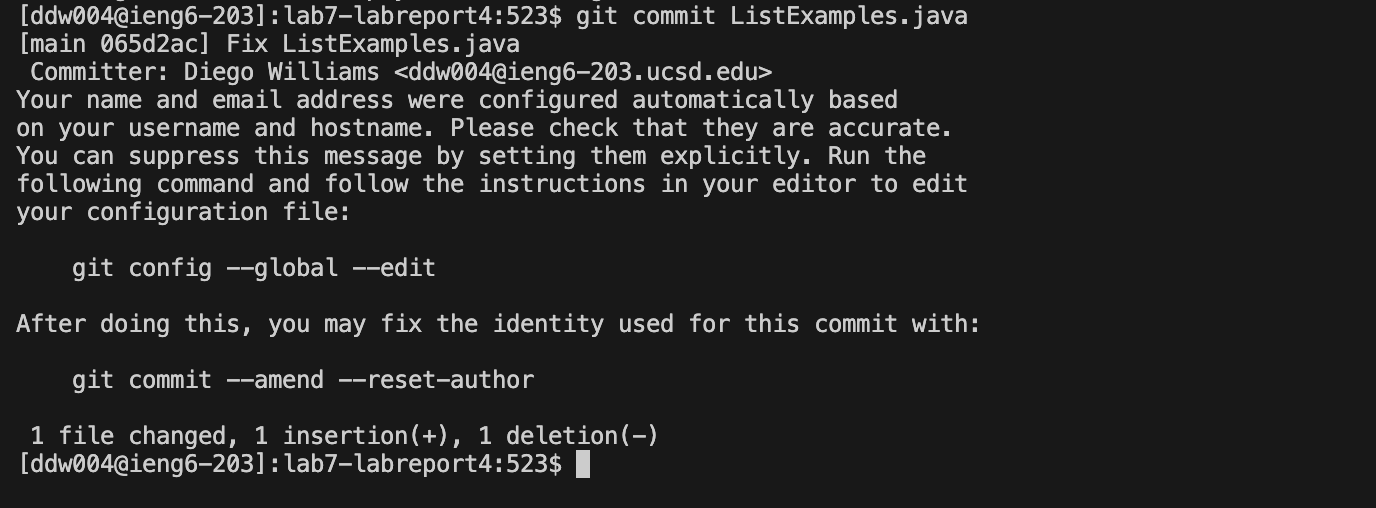 [ddw004@ieng6-203]:lab7-labreport4:523$ git commit ListExamples.java
[main 065d2ac] Fix ListExamples.java
 Committer: Diego Williams <ddw004@ieng6-203.ucsd.edu>
Your name and email address were configured automatically based
on your username and hostname. Please check that they are accurate.
You can suppress this message by setting them explicitly. Run the
following command and follow the instructions in your editor to edit
your configuration file:

    git config --global --edit

After doing this, you may fix the identity used for this commit with:

    git commit --amend --reset-author

 1 file changed, 1 insertion(+), 1 deletion(-)
[ddw004@ieng6-203]:lab7-labreport4:523$